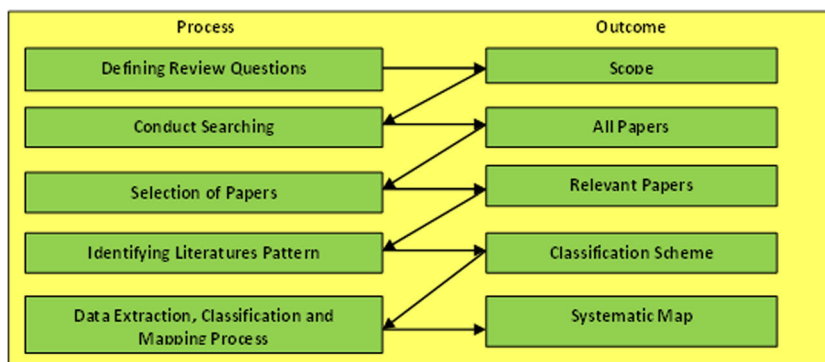 Process
Outcome
Defining Review Questions
Scope
Conduct Searching
All Papers
Selection of Papers
Relevant Papers
Identifying Literatures Pattern
Classification Scheme
Data Extraction, Classification and
Mapping Process
Systematic Map